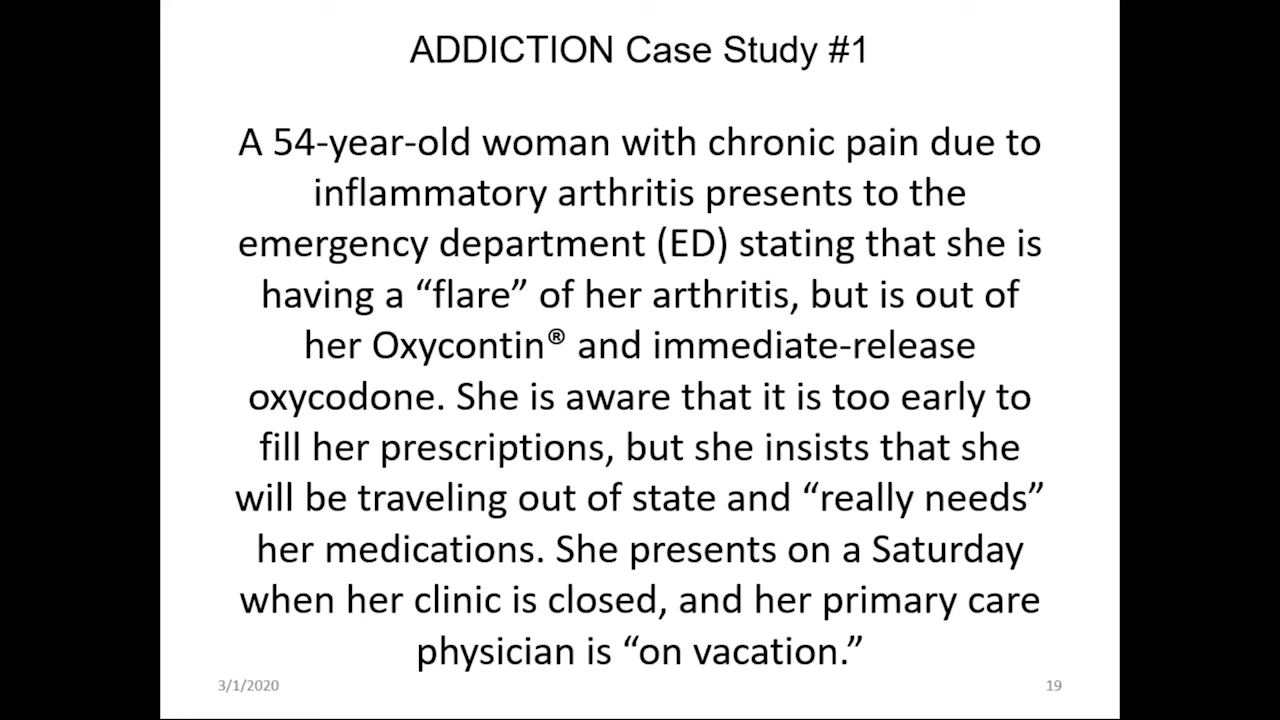 ADDICTION Case Study #1
A 54-year-old woman with chronic pain due to
inflammatory arthritis presents to the
emergency department (ED) stating that she is
having a “flare” of her arthritis, but is out of
her Oxycontin® and immediate-release
oxycodone. She is aware that it is too early to
fill her prescriptions, but she insists that she
will be traveling out of state and “really needs”
her medications. She presents on a Saturday
when her clinic is closed, and her primary care
physician is “on vacation.”
3/1/2020
19